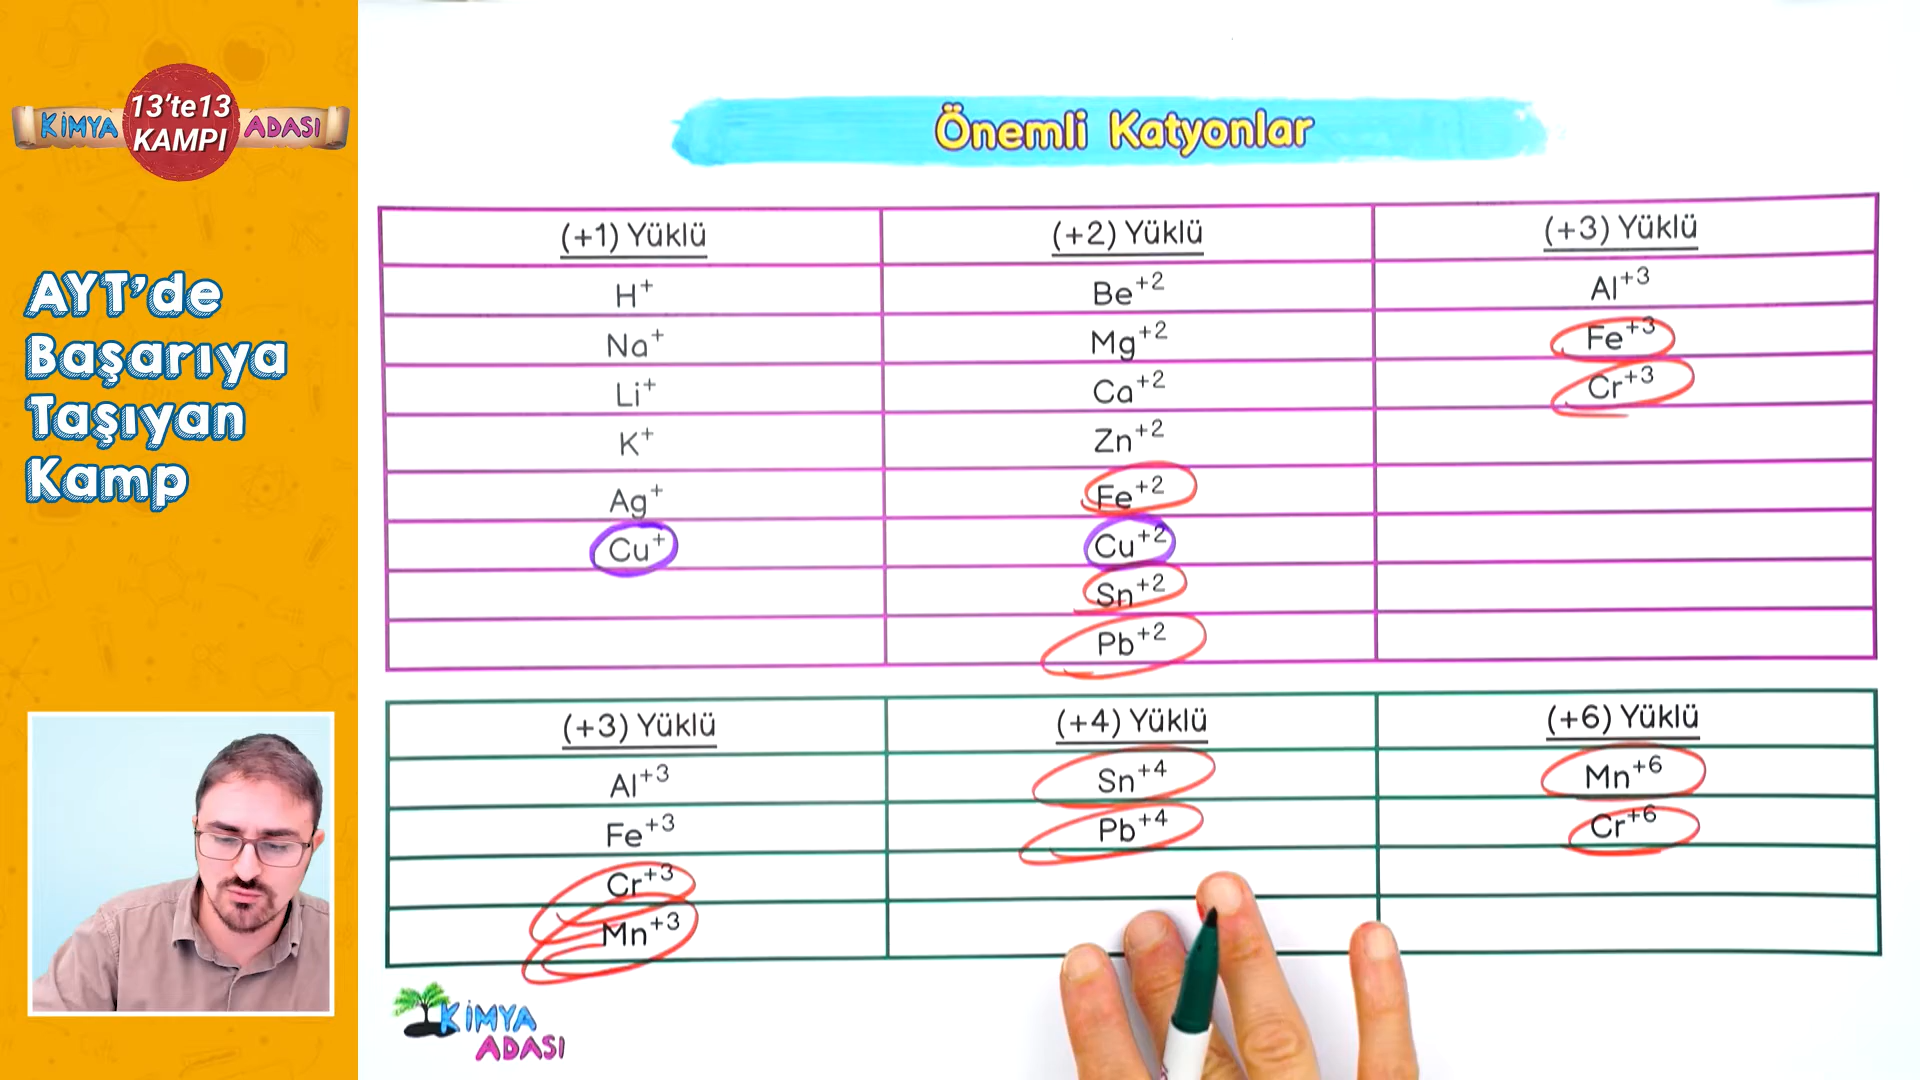 KİMYA 13'te13 ADASI
KAMPI
AYT'de
Başarıya
Taşıyan
Kamp
Önemli Katyonlar
(+1) Yüklü (+2) Yüklü (+3) Yüklü
H+ Be+2 Al+3
Na+ Mg+2 Fe+3
Li+ Ca+2 Cr+3
K+ Zn+2
Ag+ Fe+2
Cu+ Cu+2
Sn+2
Pb+2
(+3) Yüklü (+4) Yüklü (+6) Yüklü
Al+3 Sn+4 Mn+6
Fe+3 Pb+4 Cr+6
Cr+3
Mn+3
KİMYA
ADASI